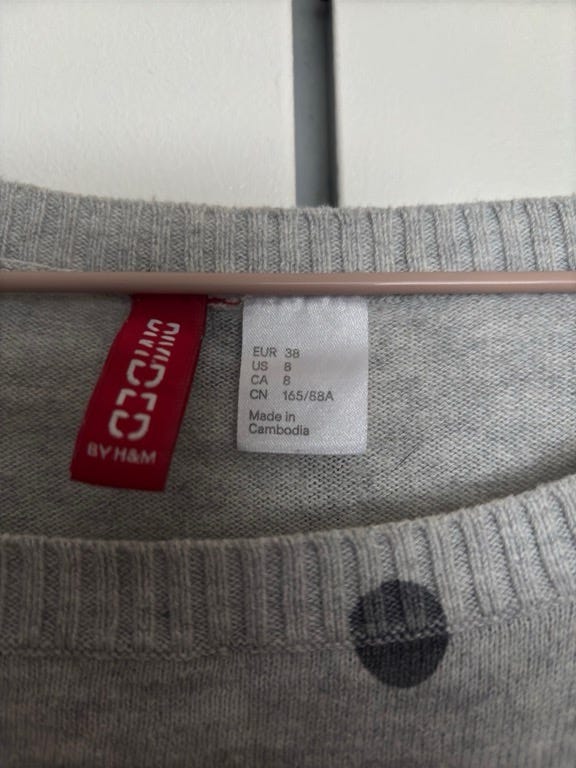 DIVIDED
BY H&M
EUR 38
US 8
CA 8
CN 165/88A
Made in
Cambodia